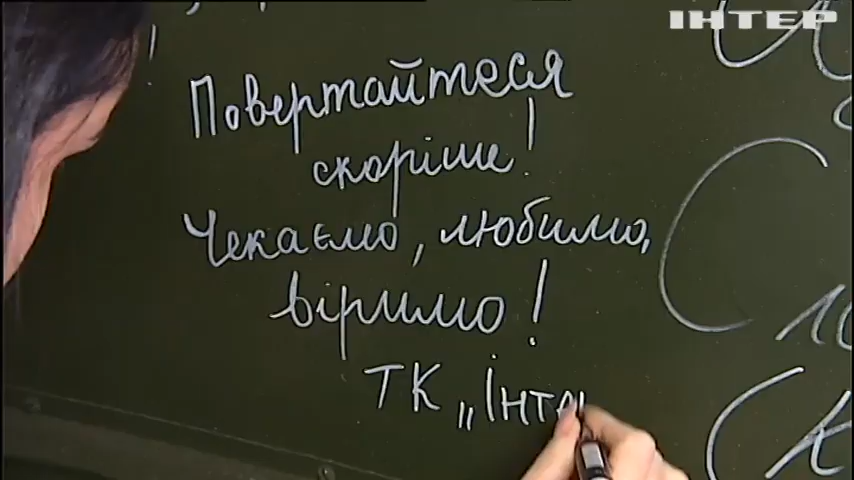 ІНТЕР
Повертайтеся
скоріше!
Чекаємо, любимо,
віримо!
ТК „Інте